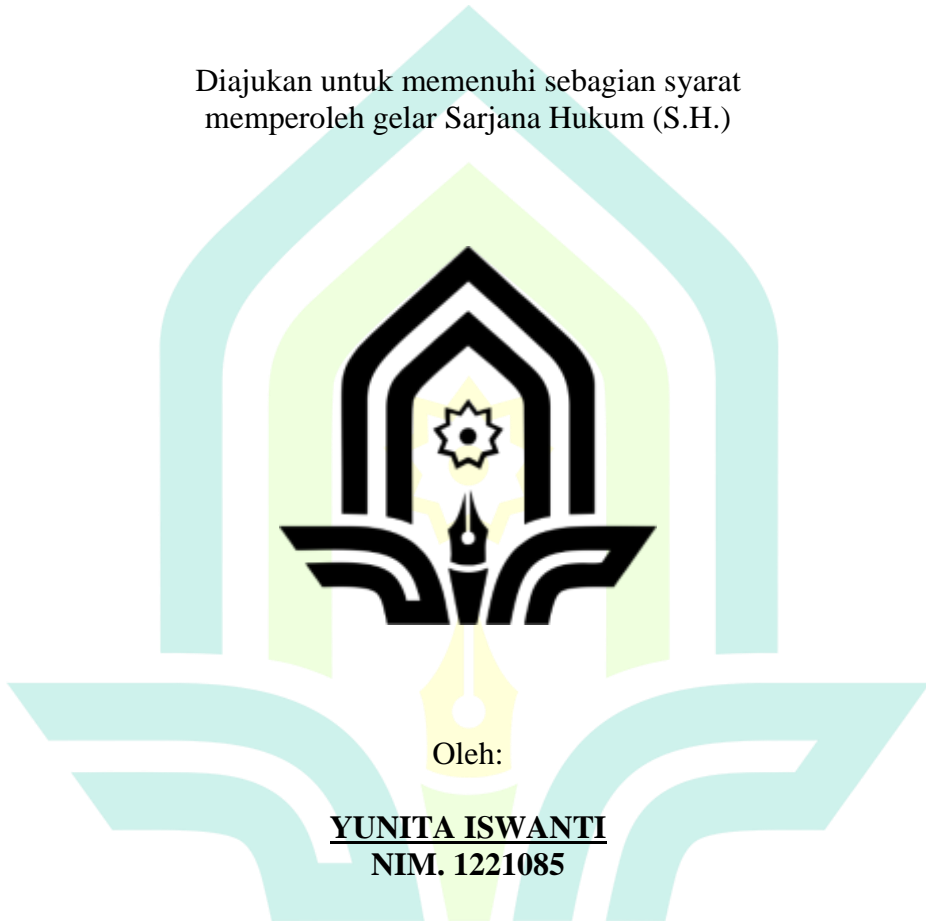 Diajukan untuk memenuhi sebagian syarat
memperoleh gelar Sarjana Hukum (S.H.)
Oleh:
YUNITA ISWANTI
NIM. 1221085